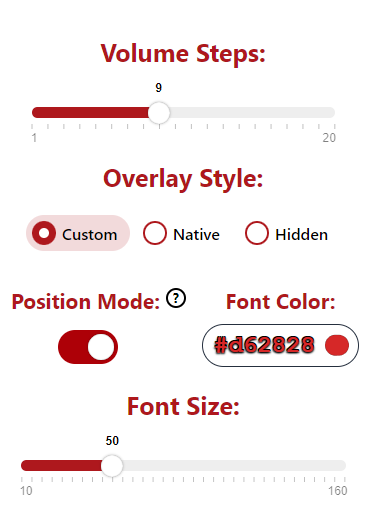 Volume Steps:
9
1 20
Overlay Style:
Custom Native Hidden
Position Mode: ? Font Color:
#d62828
Font Size:
50
10 160